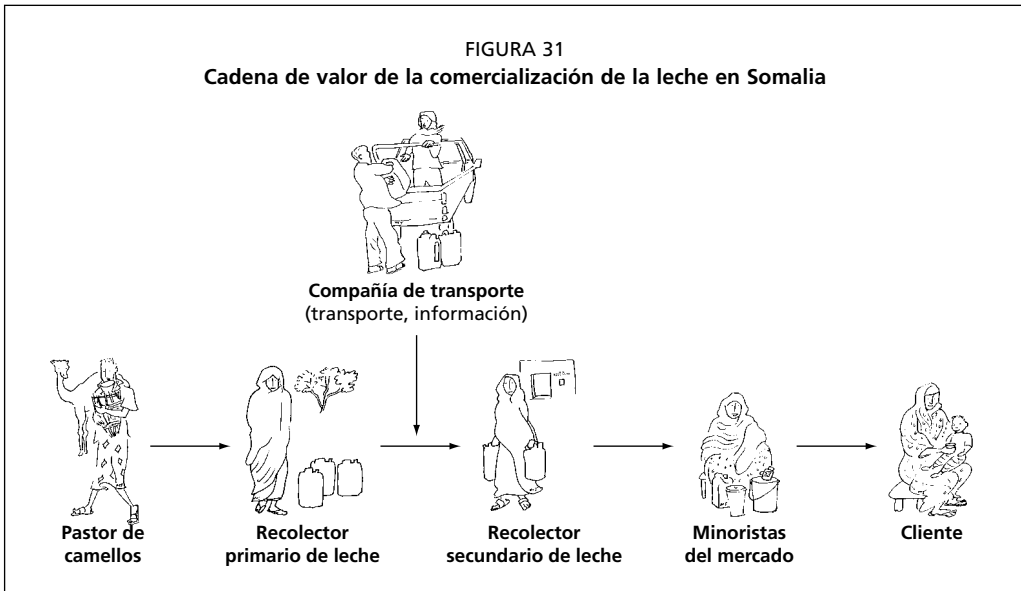 FIGURA 31
Cadena de valor de la comercialización de la leche en Somalia
Compañía de transporte
(transporte, información)
Pastor de
camellos
Recolector
primario de leche
Recolector
secundario de leche
Minoristas
del mercado
Cliente